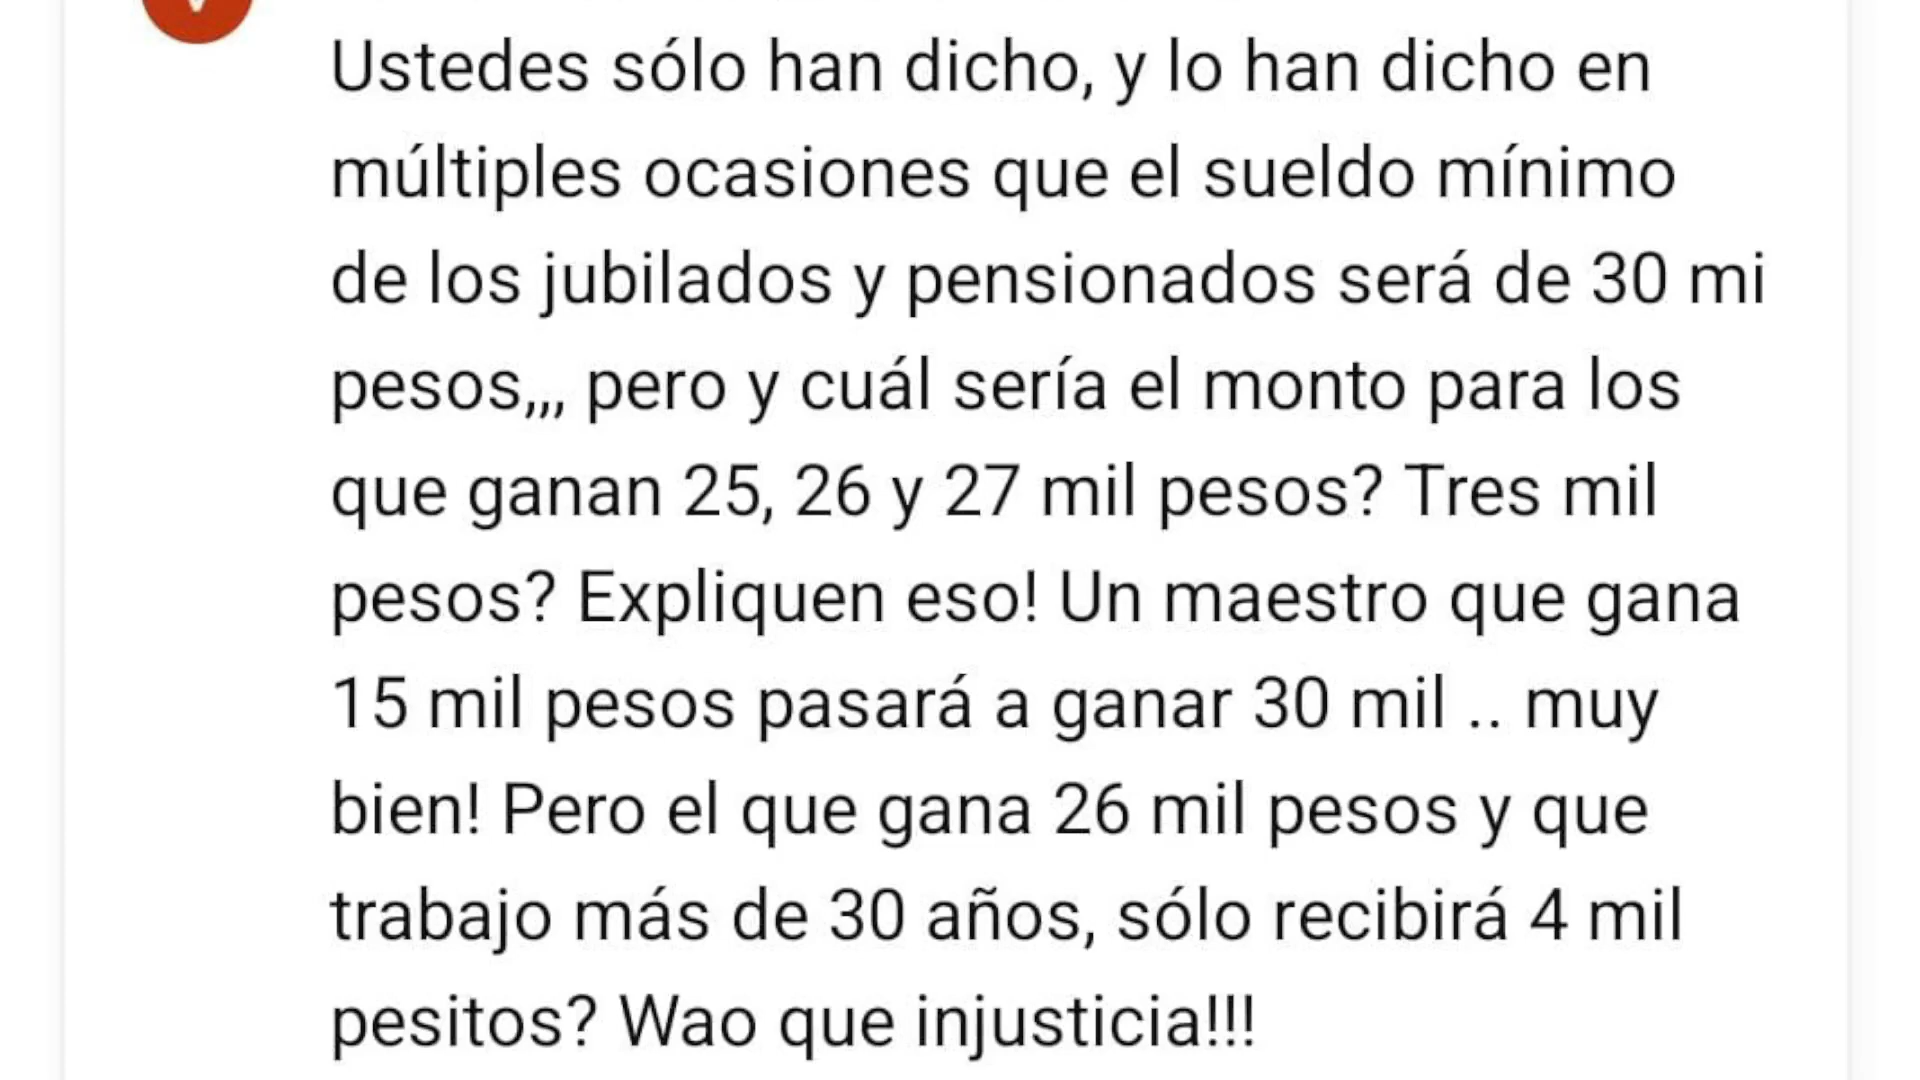 Ustedes sólo han dicho, y lo han dicho en
múltiples ocasiones que el sueldo mínimo
de los jubilados y pensionados será de 30 mi
pesos,,, pero y cuál sería el monto para los
que ganan 25, 26 y 27 mil pesos? Tres mil
pesos? Expliquen eso! Un maestro que gana
15 mil pesos pasará a ganar 30 mil .. muy
bien! Pero el que gana 26 mil pesos y que
trabajo más de 30 años, sólo recibirá 4 mil
pesitos? Wao que injusticia!!!